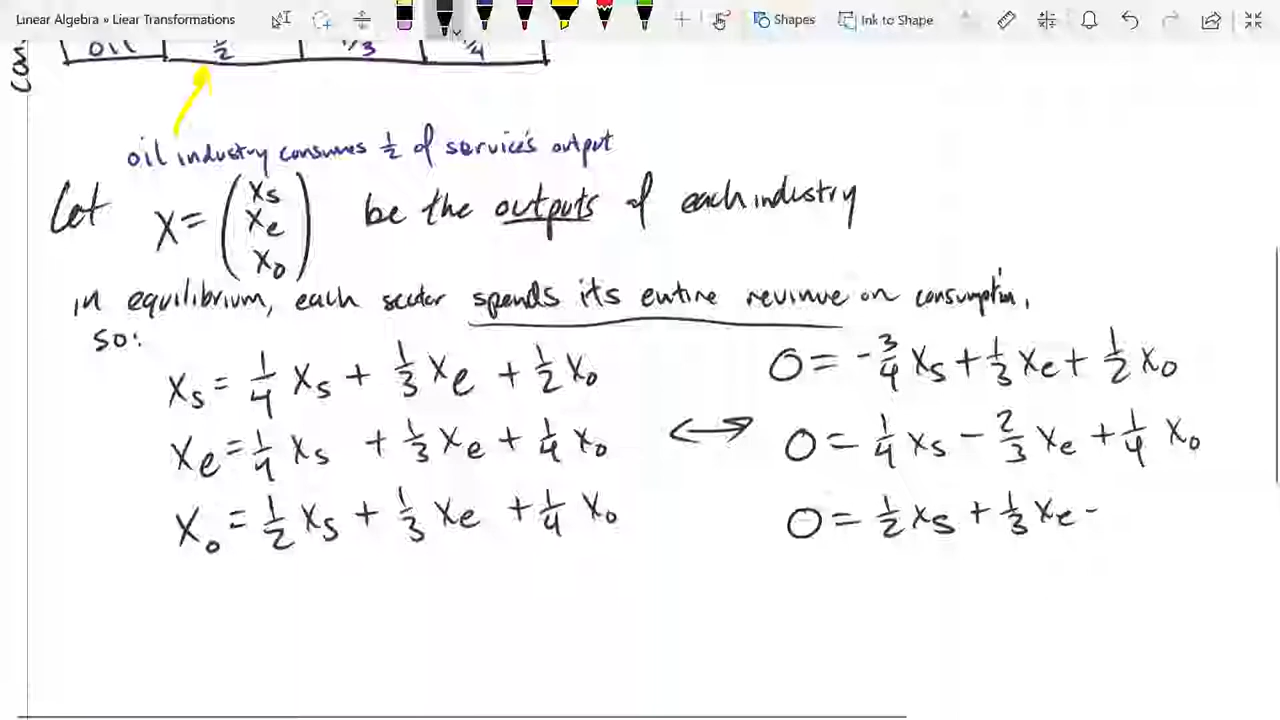 Linear Algebra » Liear Transformations
Shapes
Ink to Shape
oil 1/2 1/3 1/4
oil industry consumes 1/2 of service's output
Let X = (xs xe xo) be the outputs of each industry
in equilibrium, each sector spends its entire revinue on consumption,
so:
xs = 1/4 xs + 1/3 xe + 1/2 xo
xe = 1/4 xs + 1/3 xe + 1/4 xo
xo = 1/2 xs + 1/3 xe + 1/4 xo
↔
0 = -3/4 xs + 1/3 xe + 1/2 xo
0 = 1/4 xs - 2/3 xe + 1/4 xo
0 = 1/2 xs + 1/3 xe -